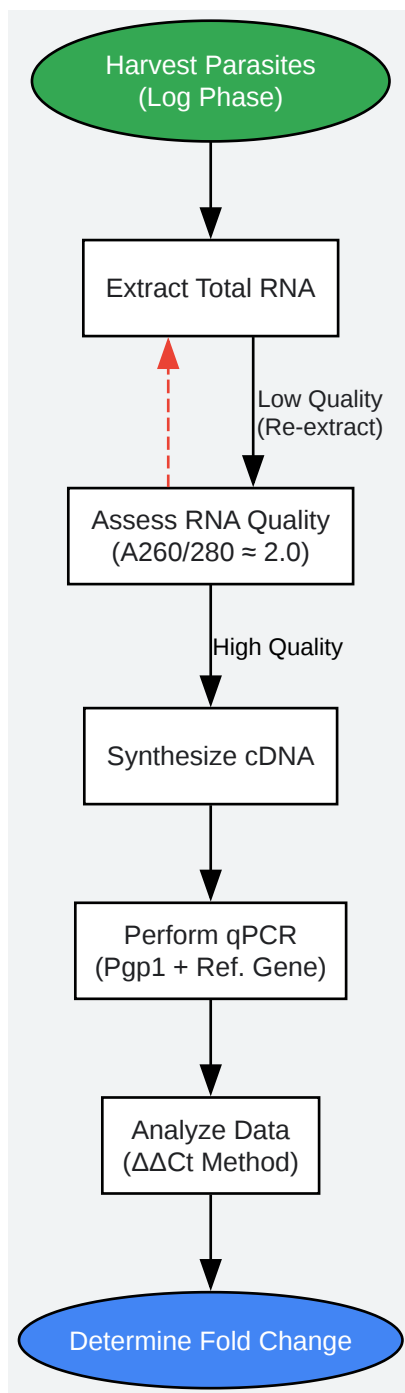 Harvest Parasites
(Log Phase)
Extract Total RNA
Low Quality
(Re-extract)
Assess RNA Quality
(A260/280 ≈ 2.0)
High Quality
Synthesize cDNA
Perform qPCR
(Pgp1 + Ref. Gene)
Analyze Data
(ΔΔCt Method)
Determine Fold Change